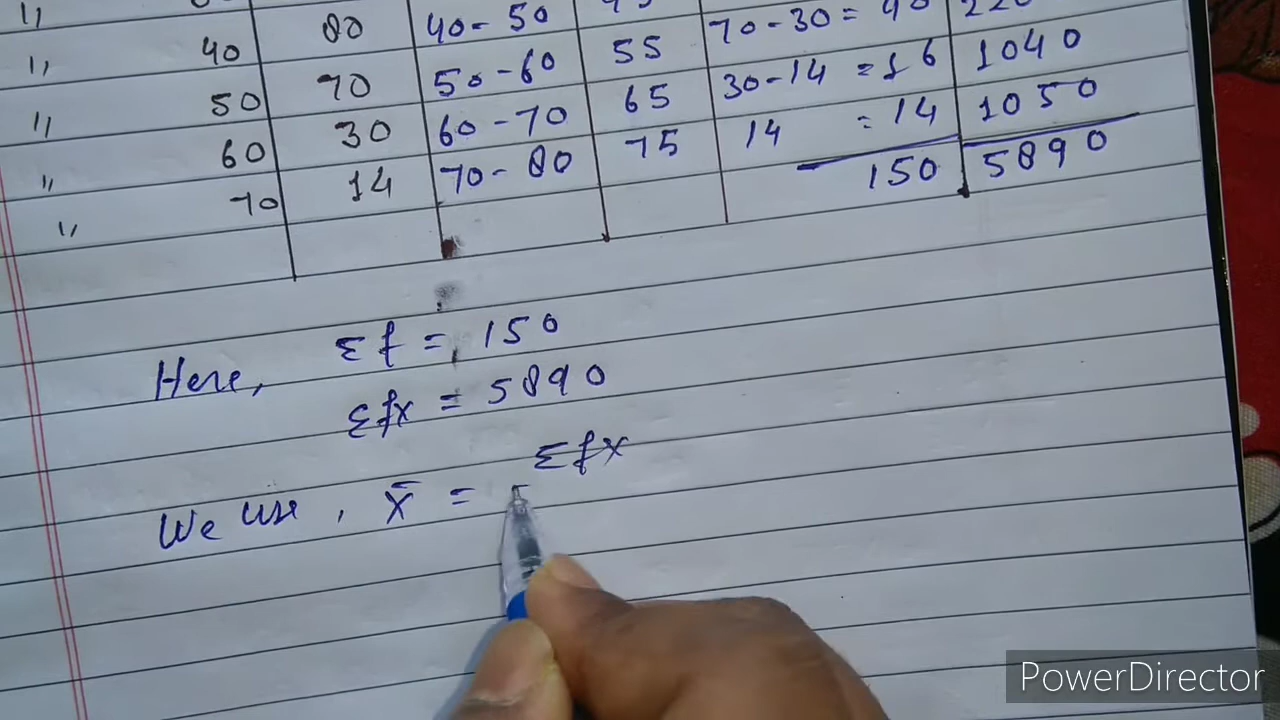 80 40-50 70-30 = 40
,, 40 70 50-60 55 30-14 = 16 1040
,, 50 30 60-70 65 14 = 14 1050
,, 60 14 70-80 75 150 5890
,, 70
Here, Σf = 150
Σfx = 5890
We use, x̄ = Σfx
PowerDirector